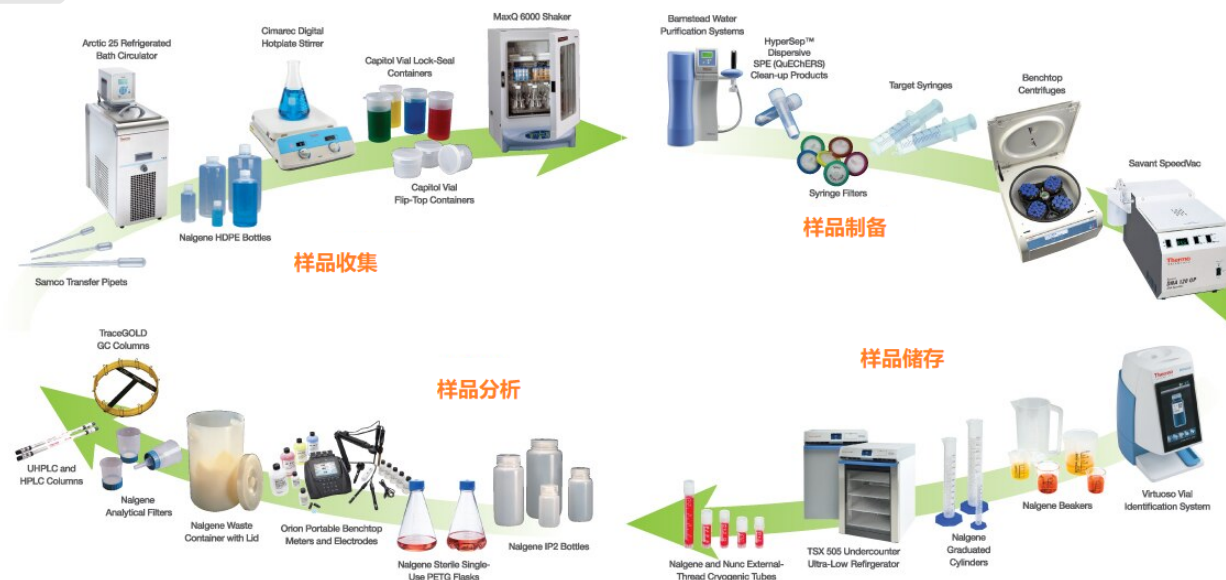 Arctic 25 Refrigerated
Bath Circulator
Cimarec Digital
Hotplate Stirrer
Capitol Vial Lock-Seal
Containers
MaxQ 6000 Shaker
Capitol Vial
Flip-Top Containers
Nalgene HDPE Bottles
Samco Transfer Pipets
样品收集
Barnstead Water
Purification Systems
HyperSep™
Dispersive
SPE (QuEChERS)
Clean-up Products
Target Syringes
Benchtop
Centrifuges
Syringe Filters
Savant SpeedVac
Thermo
样品制备
样品储存
Thermo
Virtuoso Vial
Identification System
Nalgene Beakers
Nalgene
Graduated
Cylinders
TSX 505 Undercounter
Ultra-Low Refirgerator
Nalgene and Nunc External-
Thread Cryogenic Tubes
样品分析
Nalgene IP2 Bottles
Nalgene Sterile Single-
Use PETG Flasks
Orion Portable Benchtop
Meters and Electrodes
Nalgene Waste
Container with Lid
Nalgene
Analytical Filters
UHPLC and
HPLC Columns
TraceGOLD
GC Columns